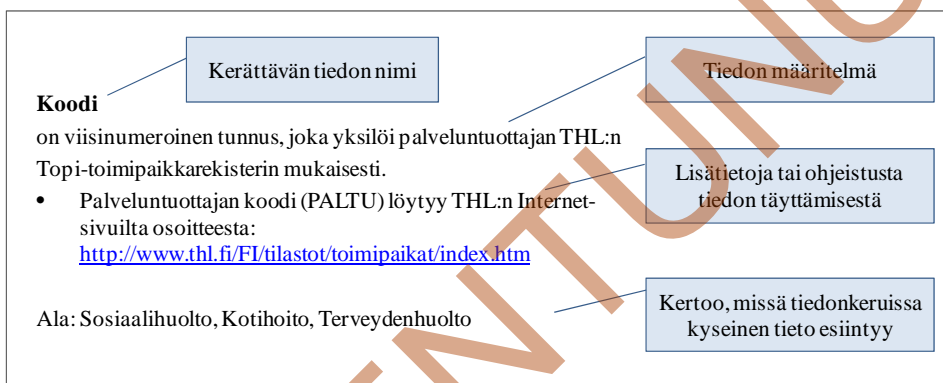 Kerättävän tiedon nimi
Tiedon määritelmä
Koodi
on viisinumeroinen tunnus, joka yksilöi palveluntuottajan THL:n
Topi-toimipaikkarekisterin mukaisesti.
Lisätietoja tai ohjeistusta
tiedon täyttämisestä
• Palveluntuottajan koodi (PALTU) löytyy THL:n Internet-
sivuilta osoitteesta:
http://www.thl.fi/FI/tilastot/toimipaikat/index.htm
Ala: Sosiaalihuolto, Kotihoito, Terveydenhuolto
Kertoo, missä tiedonkeruissa
kyseinen tieto esiintyy